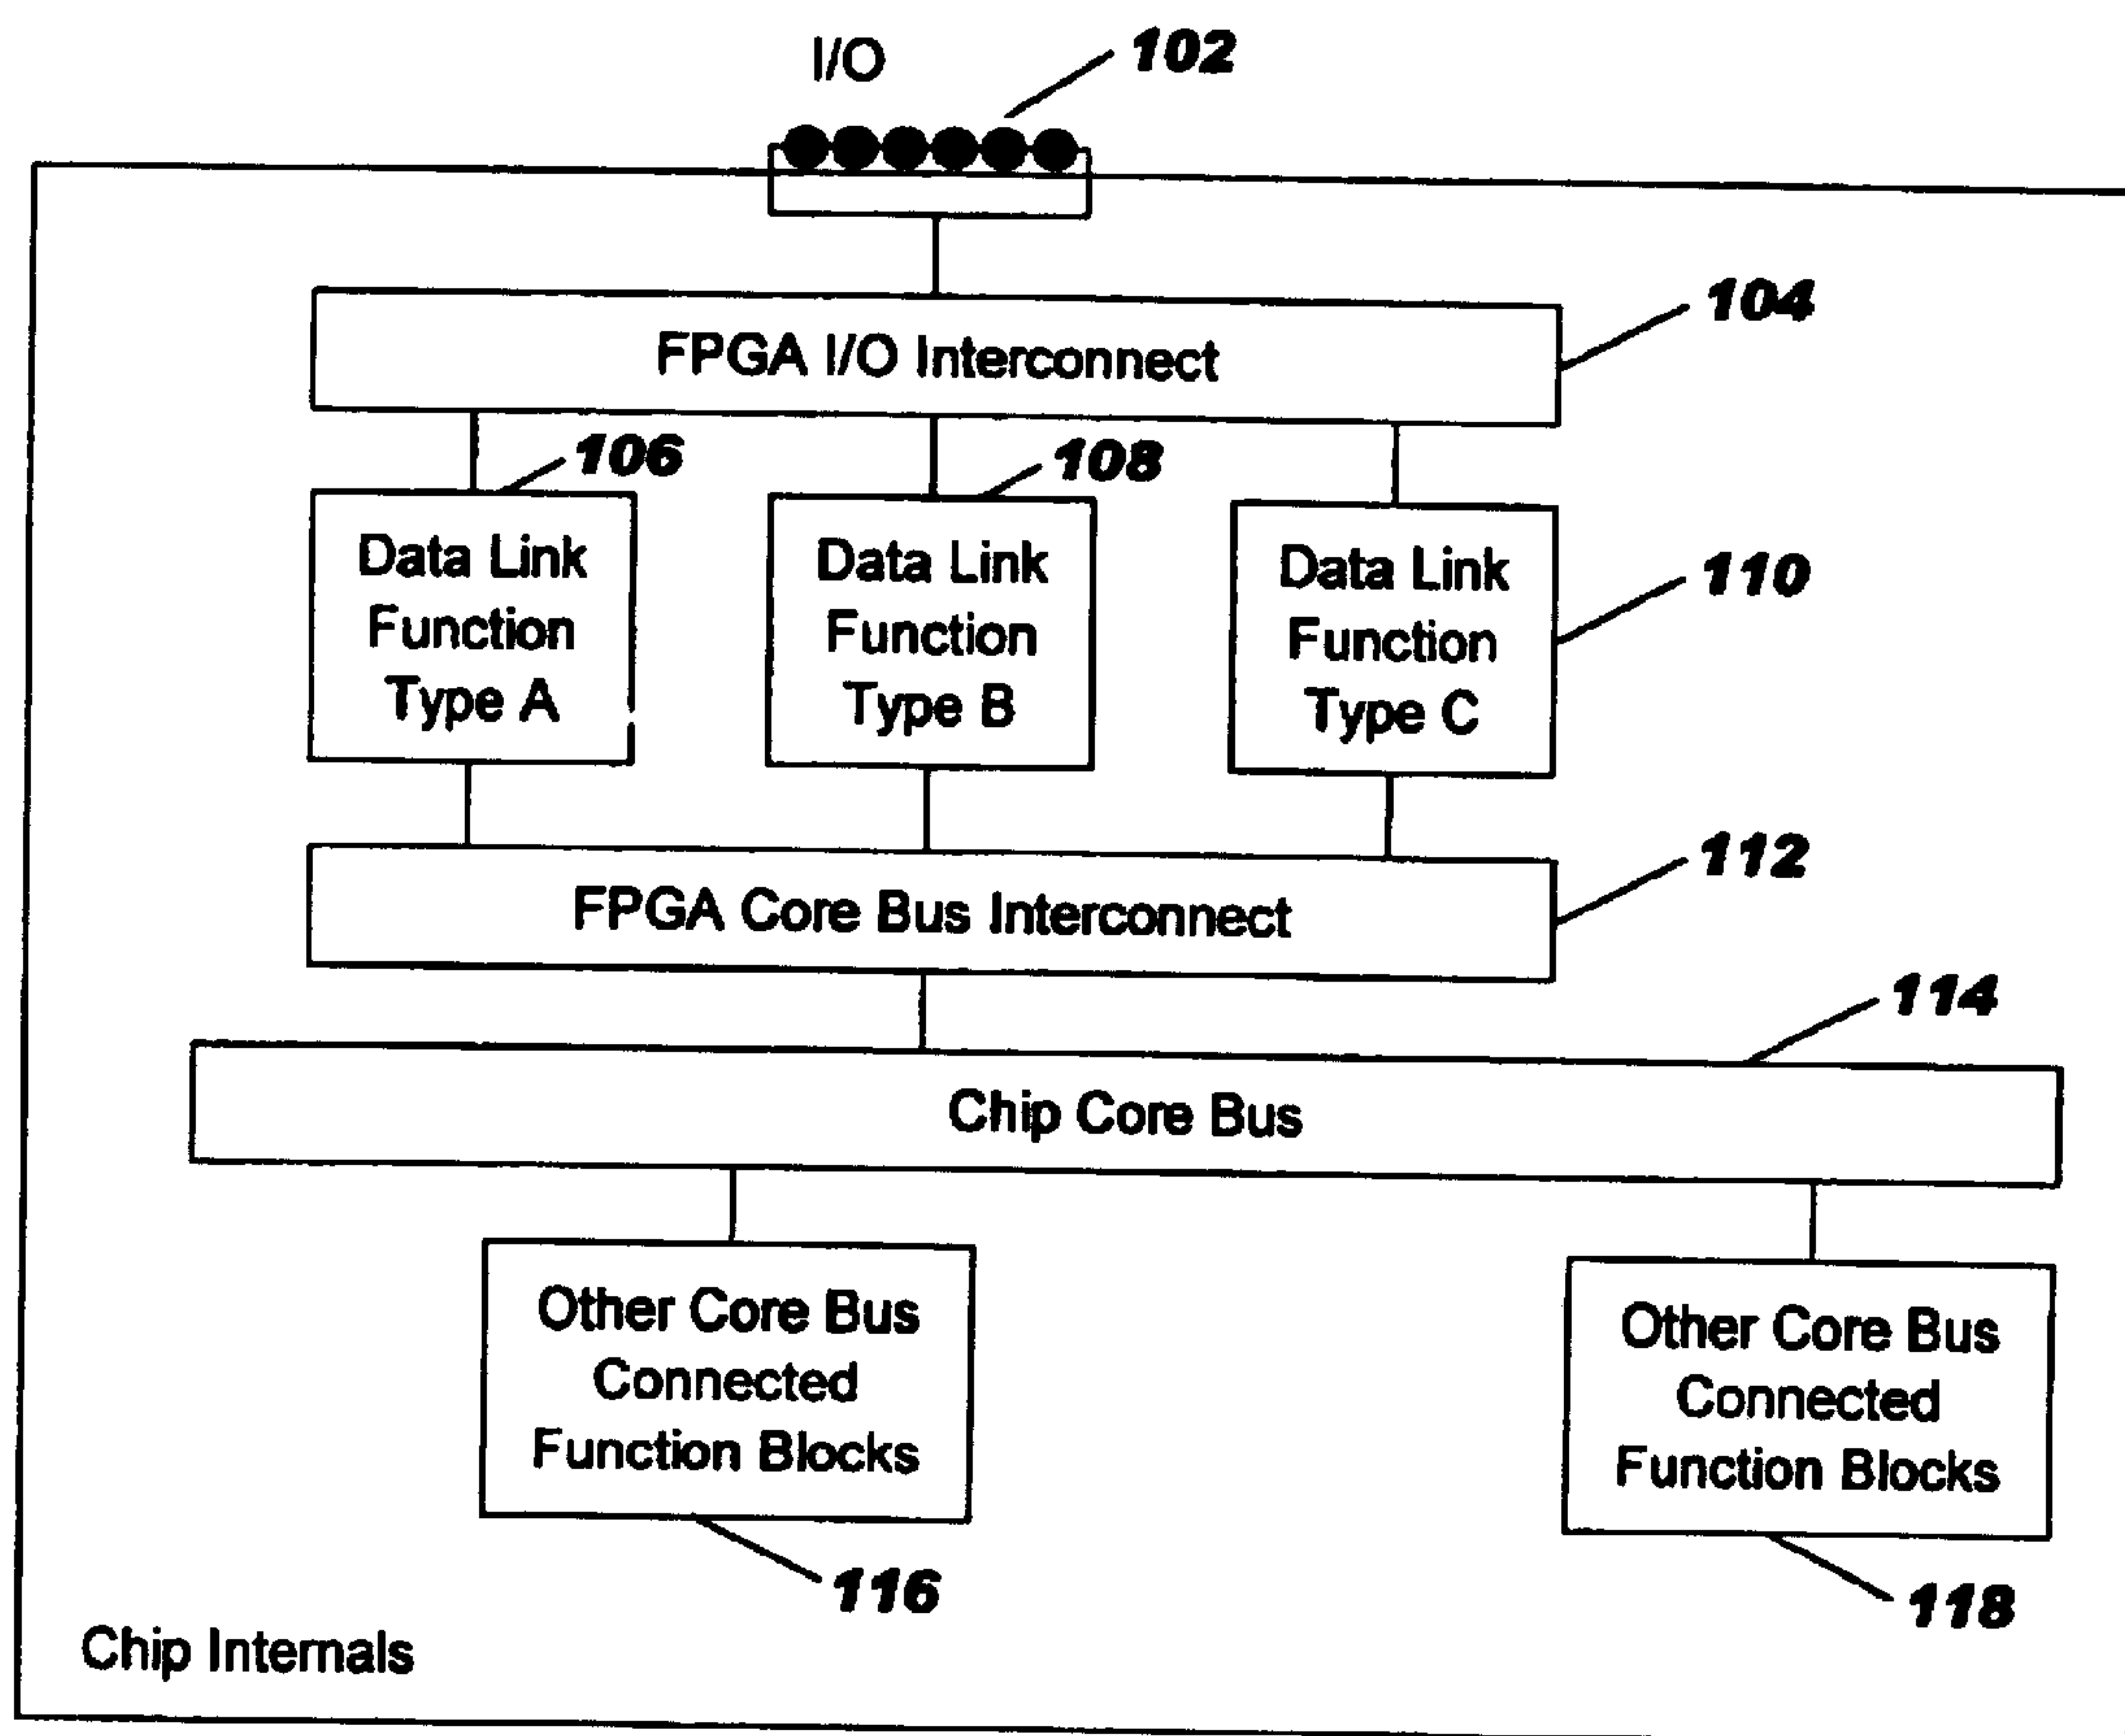 I/O
102
FPGA I/O Interconnect
104
106
108
Data Link
Function
Type A
Data Link
Function
Type B
Data Link
Function
Type C
110
FPGA Core Bus Interconnect
112
114
Chip Core Bus
Other Core Bus
Connected
Function Blocks
Other Core Bus
Connected
Function Blocks
116
118
Chip Internals